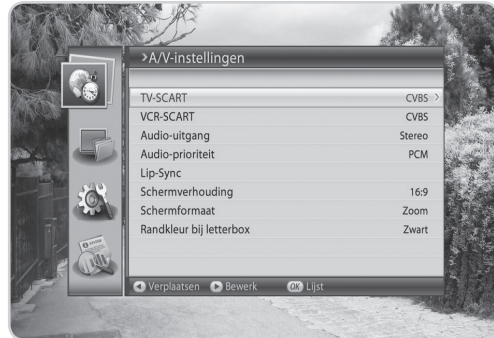 >A/V-instellingen
TV-SCART CVBS >
VCR-SCART CVBS
Audio-uitgang Stereo
Audio-prioriteit PCM
Lip-Sync
Schermverhouding 16:9
Schermformaat Zoom
Randkleur bij letterbox Zwart
Verplaatsen Bewerk OK Lijst